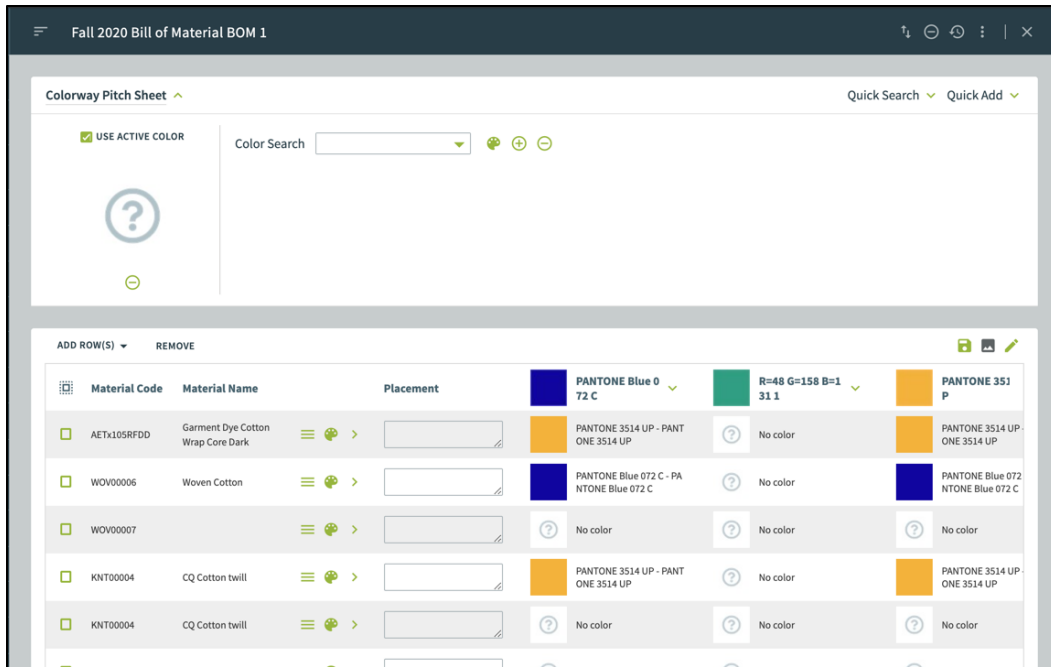 Fall 2020 Bill of Material BOM 1
Colorway Pitch Sheet
Quick Search
Quick Add
USE ACTIVE COLOR
Color Search
ADD ROW(S)
REMOVE
Material Code
Material Name
Placement
PANTONE Blue 0
72 C
R=48 G=158 B=1
31 1
PANTONE 351
P
AETx105RFDD
Garment Dye Cotton
Wrap Core Dark
PANTONE 3514 UP - PANT
ONE 3514 UP
No color
PANTONE 3514 UP -
ONE 3514 UP
WOV00006
Woven Cotton
PANTONE Blue 072 C - PA
NTONE Blue 072 C
No color
PANTONE Blue 072
NTONE Blue 072 C
WOV00007
No color
No color
No color
KNT00004
CQ Cotton twill
PANTONE 3514 UP - PANT
ONE 3514 UP
No color
PANTONE 3514 UP -
ONE 3514 UP
KNT00004
CQ Cotton twill
No color
No color
No color